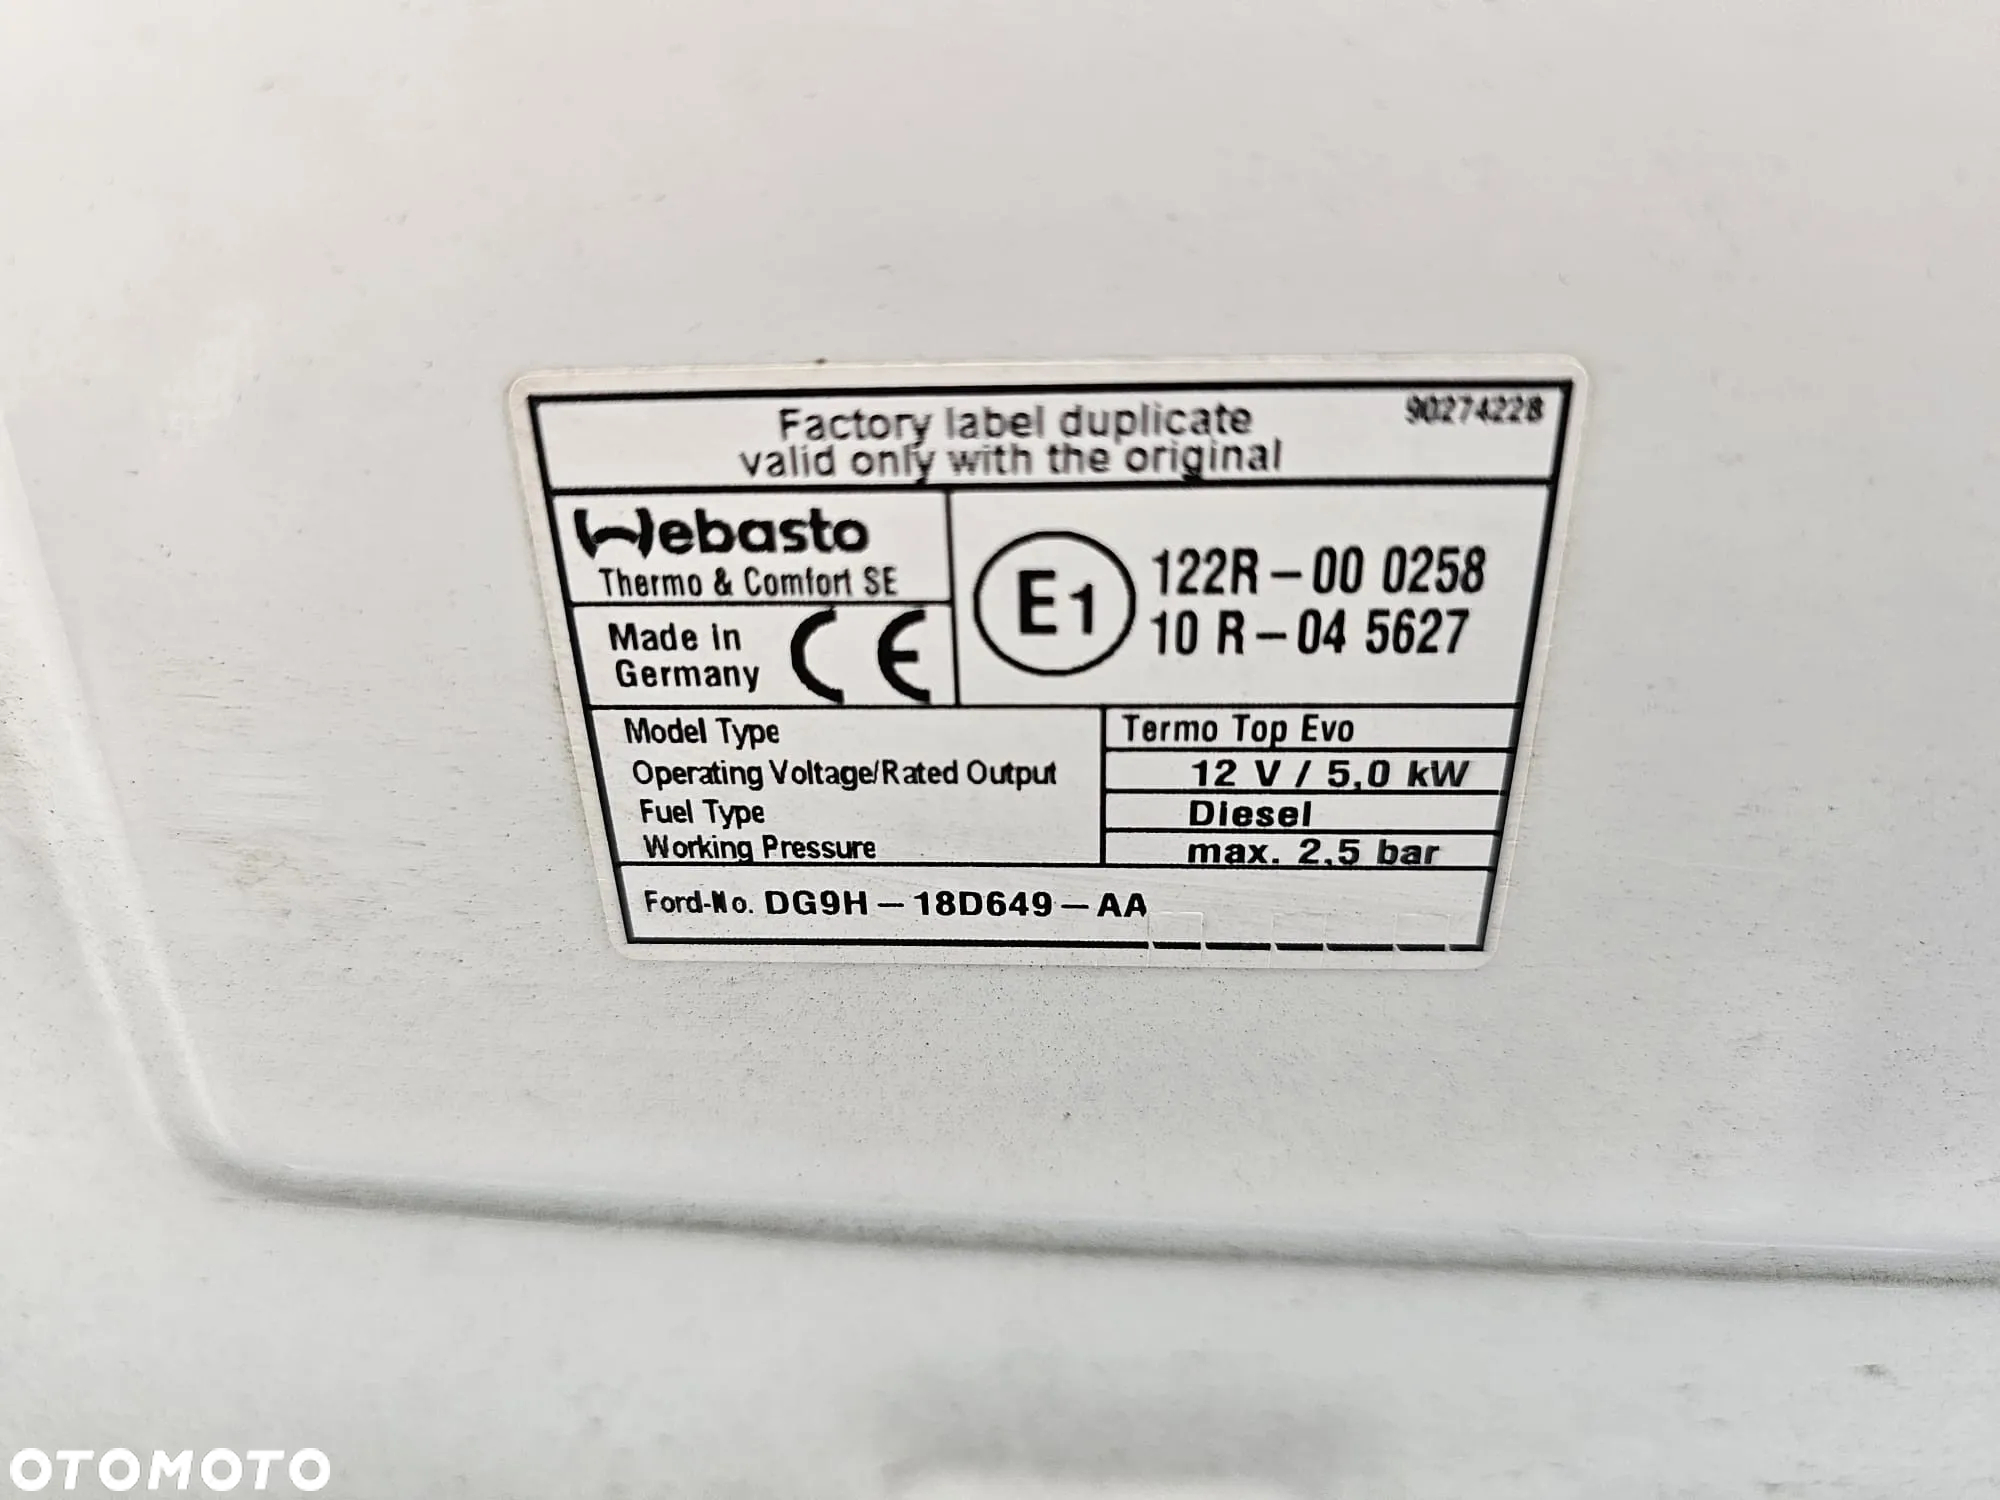 Factory label duplicate
90274228
valid only with the original
Webasto
Thermo & Comfort SE
Made in
Germany
CE
E1
122R-00 0258
10 R-04 5627
Model Type
Termo Top Evo
Operating Voltage/Rated Output
12 V / 5,0 kW
Fuel Type
Diesel
Working Pressure
max. 2,5 bar
Ford-No. DG9H-18D649-AA
OTOMOTO